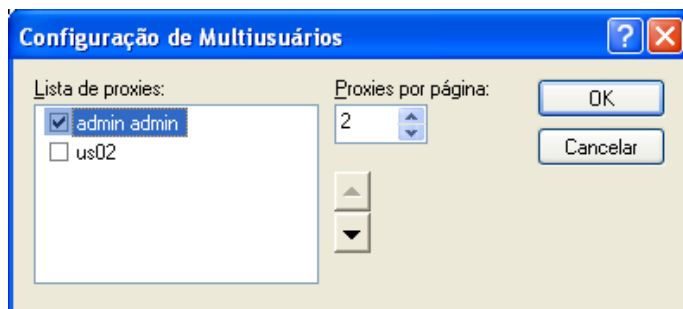 Configuração de Multiusuários
Lista de proxies:
admin admin
us02
Proxies por página:
2
OK
Cancelar